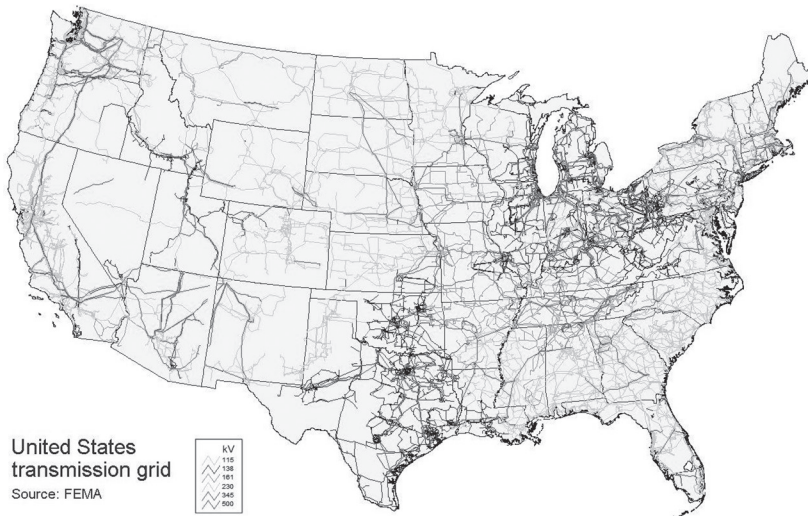 United States
transmission grid
Source: FEMA
kV
115
138
161
230
345
500